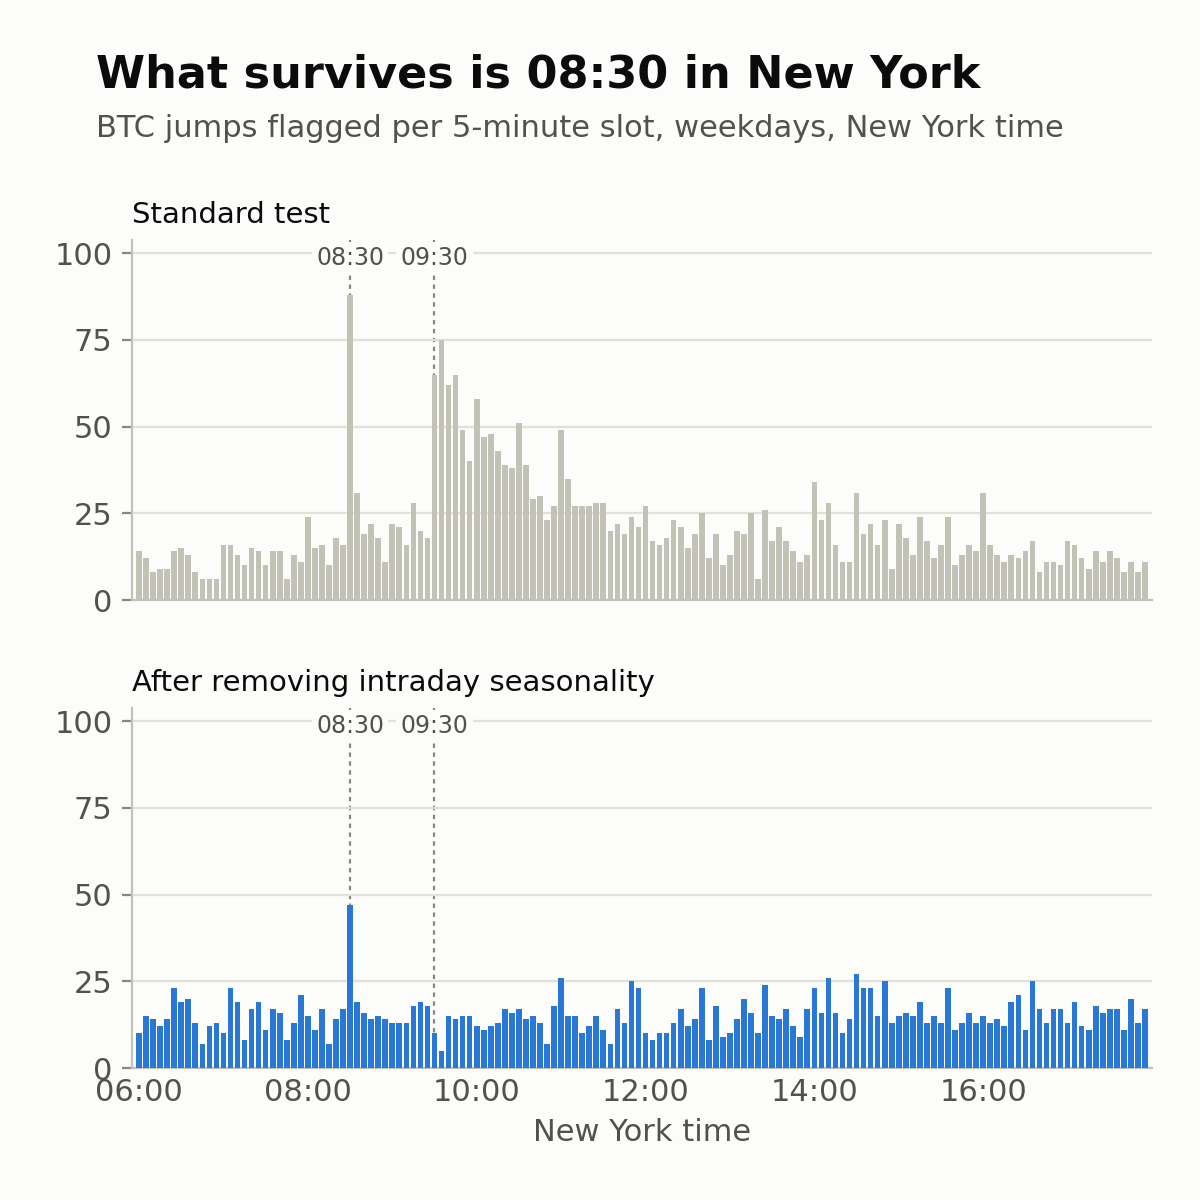 What survives is 08:30 in New York
BTC jumps flagged per 5-minute slot, weekdays, New York time
Standard test
08:30 09:30
100
75
50
25
0
After removing intraday seasonality
08:30 09:30
100
75
50
25
0
06:00 08:00 10:00 12:00 14:00 16:00
New York time